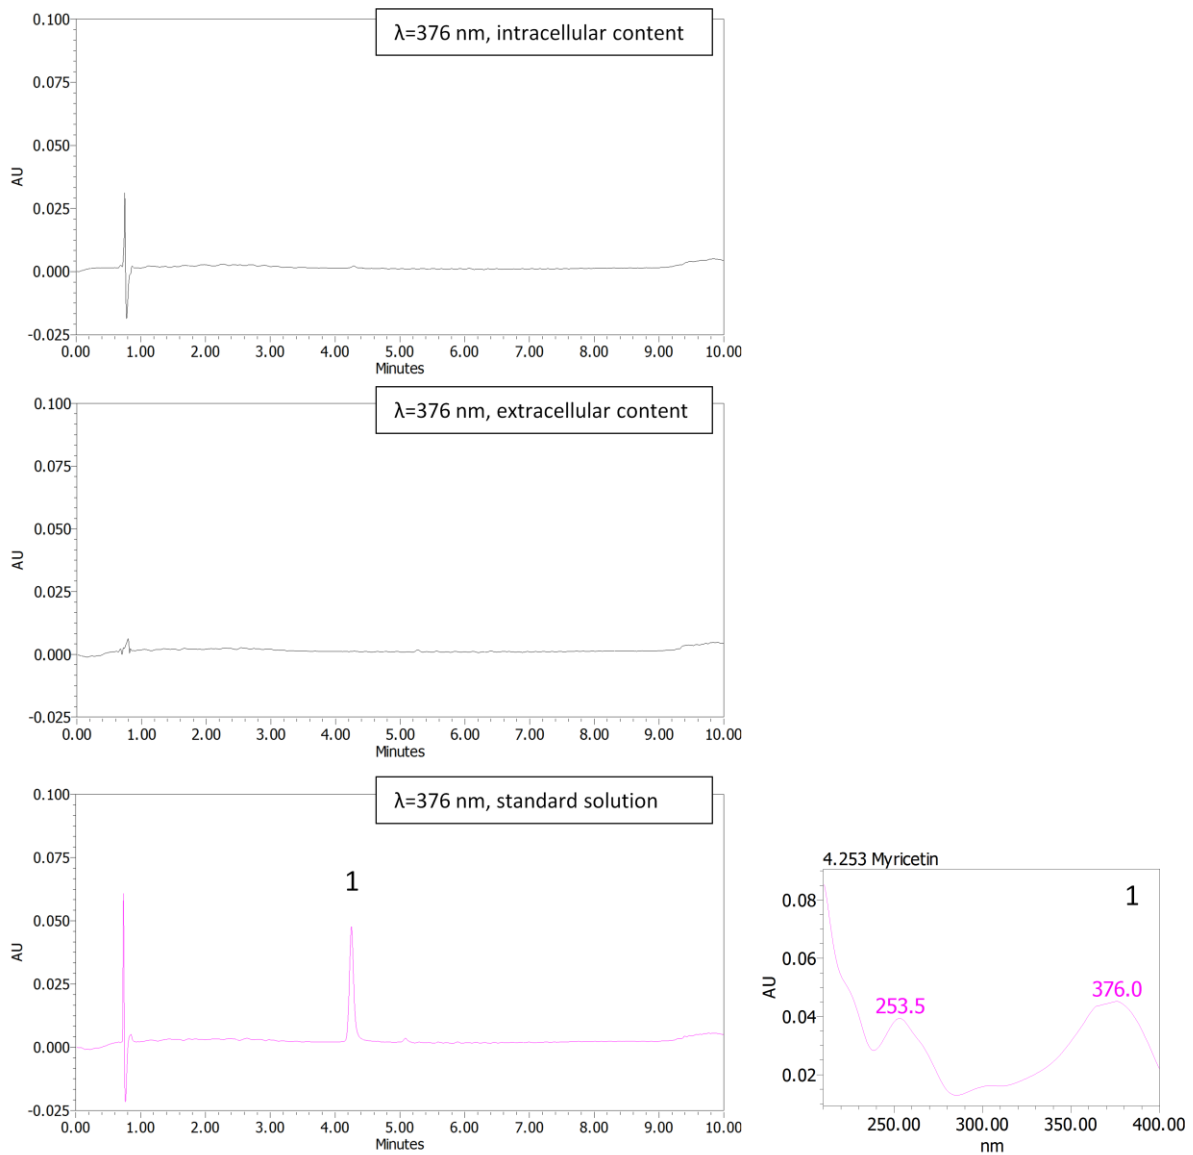 λ=376 nm, intracellular content
0.100
0.075
0.050
AU
0.025
0.000
-0.025
0.00 1.00 2.00 3.00 4.00 5.00 6.00 7.00 8.00 9.00 10.00
Minutes
λ=376 nm, extracellular content
0.100
0.075
0.050
AU
0.025
0.000
-0.025
0.00 1.00 2.00 3.00 4.00 5.00 6.00 7.00 8.00 9.00 10.00
Minutes
λ=376 nm, standard solution
0.100
0.075
1
0.050
AU
0.025
0.000
-0.025
0.00 1.00 2.00 3.00 4.00 5.00 6.00 7.00 8.00 9.00 10.00
Minutes
4.253 Myricetin
1
0.08
0.06
AU
376.0
253.5
0.04
0.02
250.00 300.00 350.00 400.00
nm